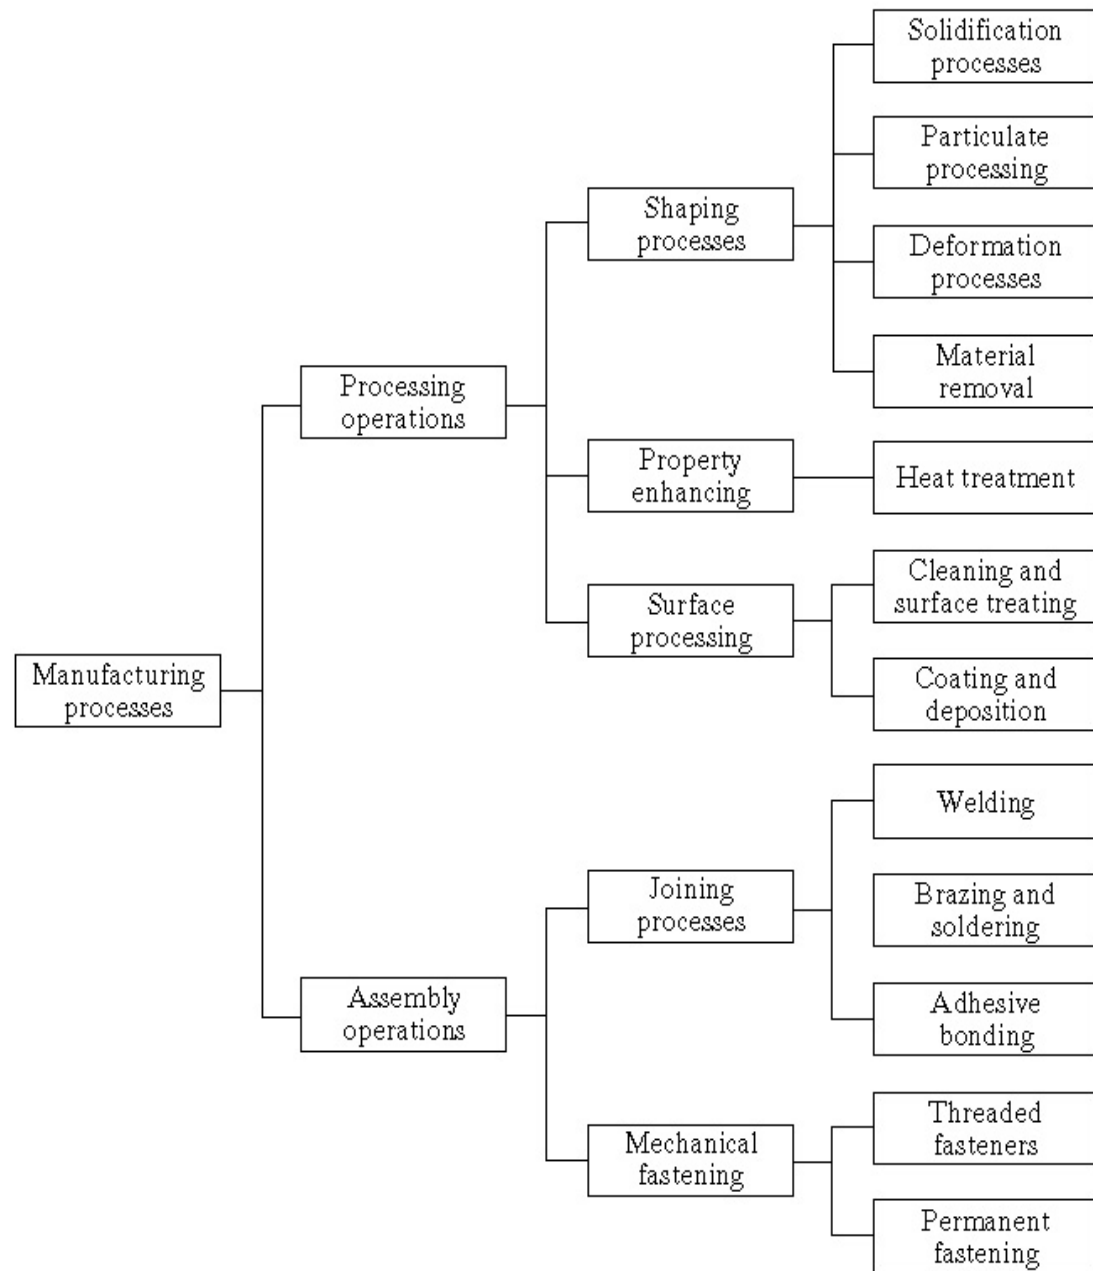 Solidification
processes
Particulate
processing
Shaping
processes
Deformation
processes
Material
removal
Processing
operations
Property
enhancing
Heat treatment
Cleaning and
surface treating
Surface
processing
Manufacturing
processes
Coating and
deposition
Welding
Joining
processes
Brazing and
soldering
Assembly
operations
Adhesive
bonding
Threaded
fasteners
Mechanical
fastening
Permanent
fastening